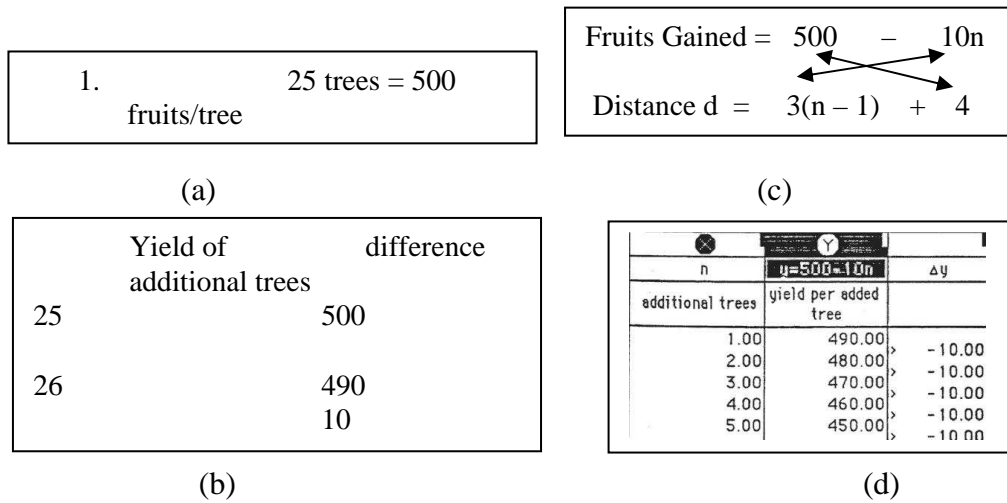 1. 25 trees = 500
fruits/tree
(a)
Fruits Gained = 500 – 10n
Distance d = 3(n – 1) + 4
(c)
Yield of difference
additional trees
25 500
26 490
10
(b)
X Y
n y=500-10n Δy
additional trees yield per added
tree
1.00 490.00
> -10.00
2.00 480.00
> -10.00
3.00 470.00
> -10.00
4.00 460.00
> -10.00
5.00 450.00
> -10.00
(d)